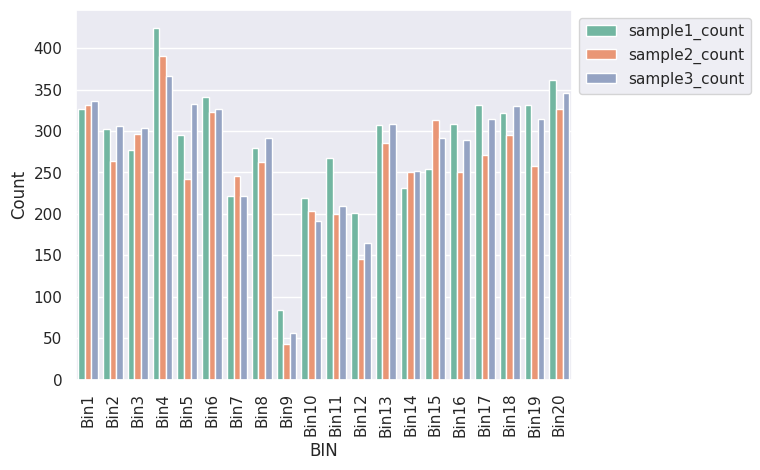 sample1_count
sample2_count
sample3_count
Count
400
350
300
250
200
150
100
50
0
Bin1
Bin2
Bin3
Bin4
Bin5
Bin6
Bin7
Bin8
Bin9
Bin10
Bin11
Bin12
Bin13
Bin14
Bin15
Bin16
Bin17
Bin18
Bin19
Bin20
BIN